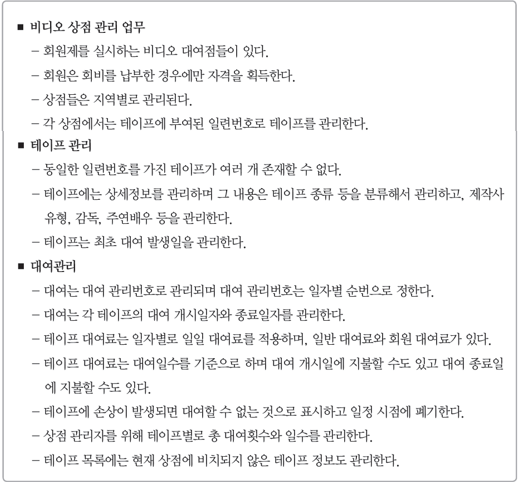 ■ 비디오 상점 관리 업무
– 회원제를 실시하는 비디오 대여점들이 있다.
– 회원은 회비를 납부한 경우에만 자격을 획득한다.
– 상점들은 지역별로 관리된다.
– 각 상점에서는 테이프에 부여된 일련번호로 테이프를 관리한다.
■ 테이프 관리
– 동일한 일련번호를 가진 테이프가 여러 개 존재할 수 없다.
– 테이프에는 상세정보를 관리하며 그 내용은 테이프 종류 등을 분류해서 관리하고, 제작사
유형, 감독, 주연배우 등을 관리한다.
– 테이프는 최초 대여 발생일을 관리한다.
■ 대여관리
– 대여는 대여 관리번호로 관리되며 대여 관리번호는 일자별 순번으로 정한다.
– 대여는 각 테이프의 대여 개시일자와 종료일자를 관리한다.
– 테이프 대여료는 일자별로 일일 대여료를 적용하며, 일반 대여료와 회원 대여료가 있다.
– 테이프 대여료는 대여일수를 기준으로 하며 대여 개시일에 지불할 수도 있고 대여 종료일
에 지불할 수도 있다.
– 테이프에 손상이 발생되면 대여할 수 없는 것으로 표시하고 일정 시점에 폐기한다.
– 상점 관리자를 위해 테이프별로 총 대여횟수와 일수를 관리한다.
– 테이프 목록에는 현재 상점에 비치되지 않은 테이프 정보도 관리한다.